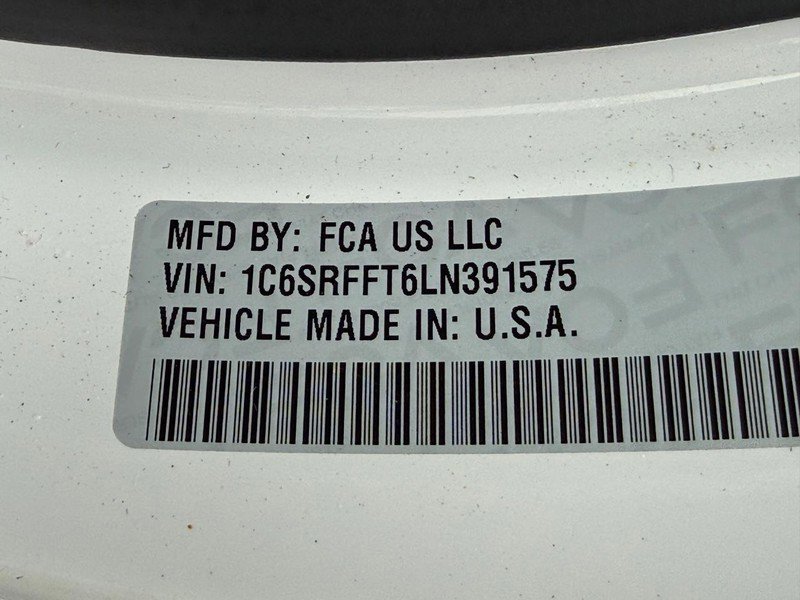 MFD BY: FCA US LLC
VIN: 1C6SRFFT6LN391575
VEHICLE MADE IN: U.S.A.